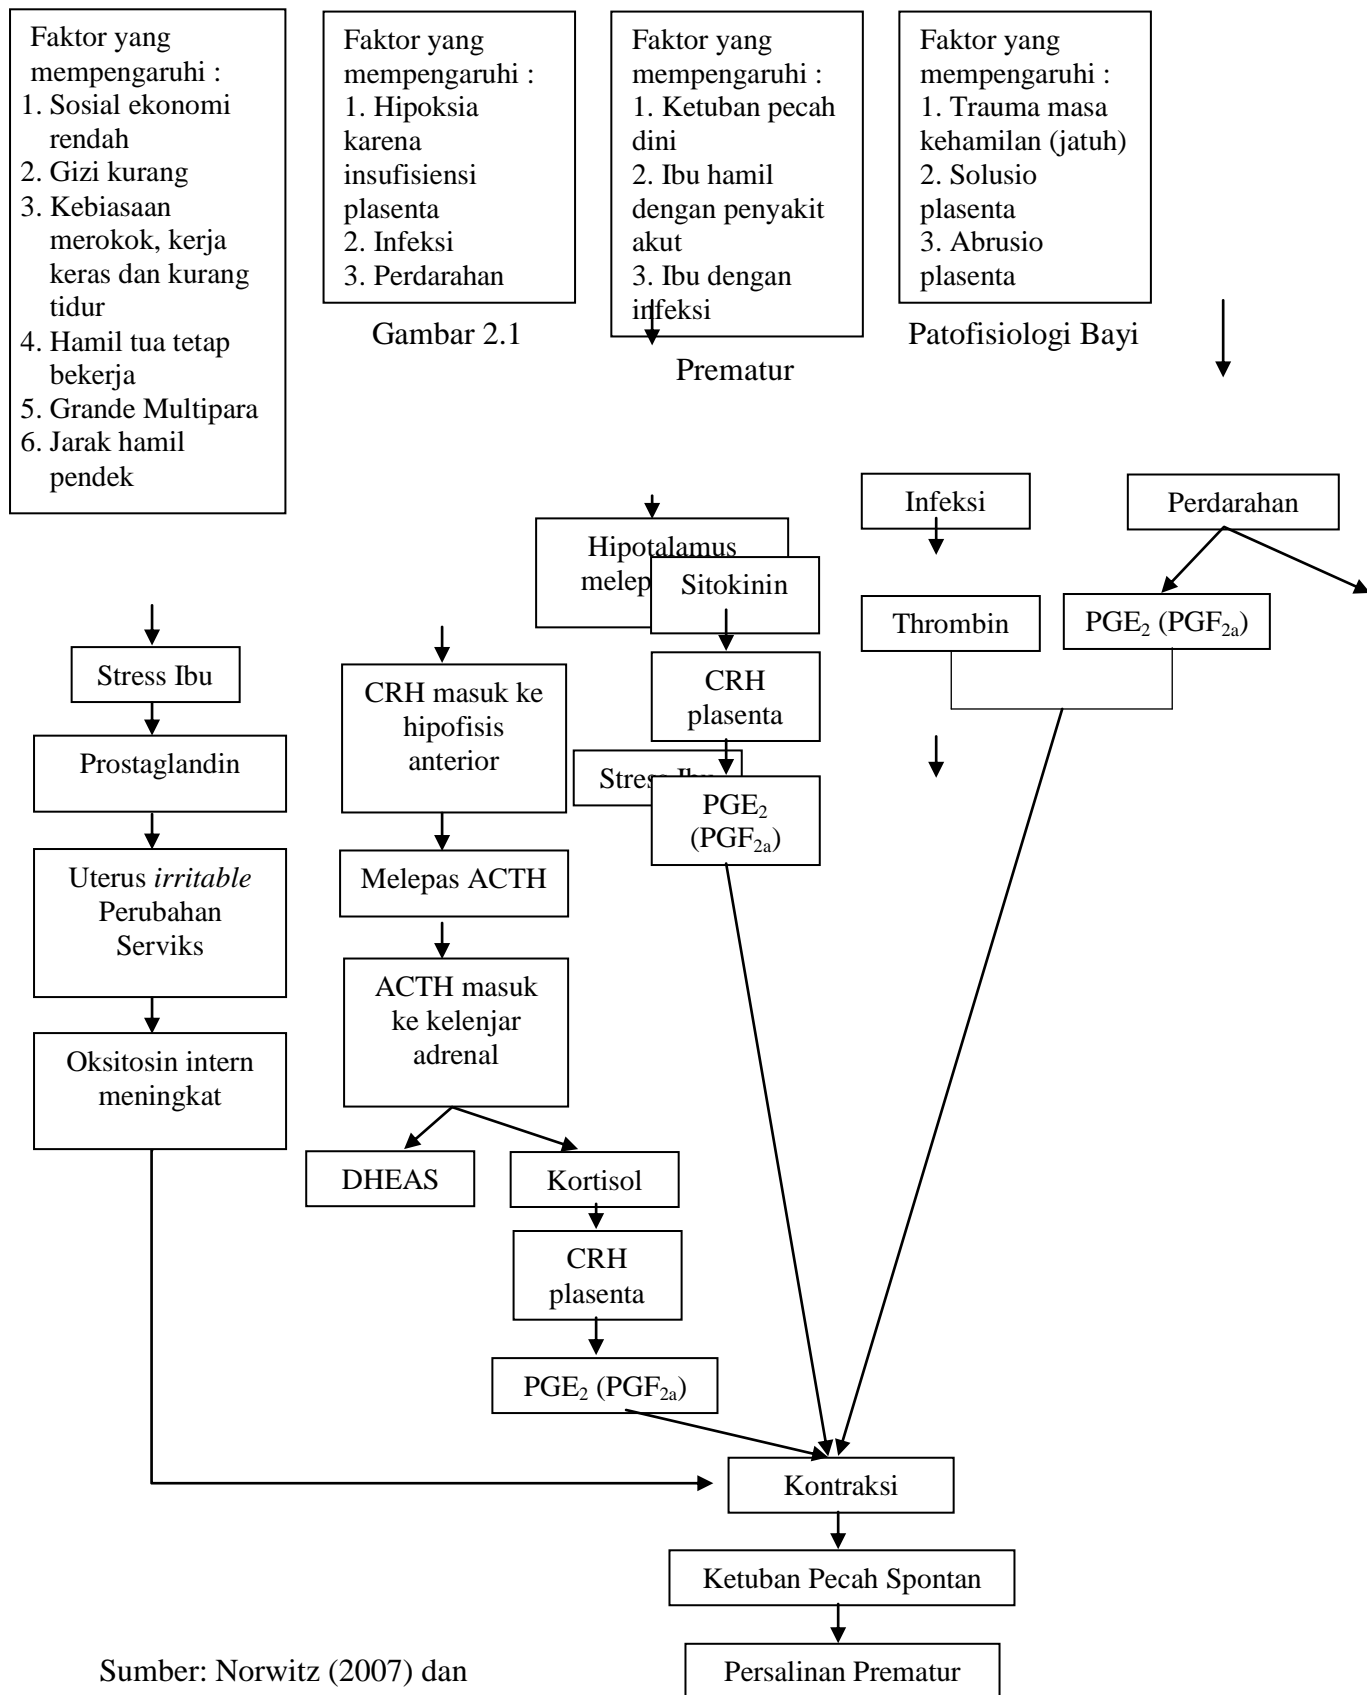 Faktor yang
mempengaruhi :
1. Sosial ekonomi
rendah
2. Gizi kurang
3. Kebiasaan
merokok, kerja
keras dan kurang
tidur
4. Hamil tua tetap
bekerja
5. Grande Multipara
6. Jarak hamil
pendek
Faktor yang
mempengaruhi :
1. Hipoksia
karena
insufisiensi
plasenta
2. Infeksi
3. Perdarahan
Faktor yang
mempengaruhi :
1. Ketuban pecah
dini
2. Ibu hamil
dengan penyakit
akut
3. Ibu dengan
infeksi
Faktor yang
mempengaruhi :
1. Trauma masa
kehamilan (jatuh)
2. Solusio
plasenta
3. Abrusio
plasenta
Gambar 2.1
Patofisiologi Bayi
Prematur
Infeksi
Perdarahan
Hipotalamus
Sitokinin
Thrombin
PGE₂ (PGF₂ₐ)
Stress Ibu
Prostaglandin
Uterus irritable
Perubahan
Serviks
Oksitosin intern
meningkat
CRH masuk ke
hipofisis
anterior
Melepas ACTH
ACTH masuk
ke kelenjar
adrenal
DHEAS
Kortisol
CRH
plasenta
PGE₂ (PGF₂ₐ)
CRH
plasenta
Stress Ibu
PGE₂
(PGF₂ₐ)
Kontraksi
Ketuban Pecah Spontan
Persalinan Prematur
Sumber: Norwitz (2007) dan